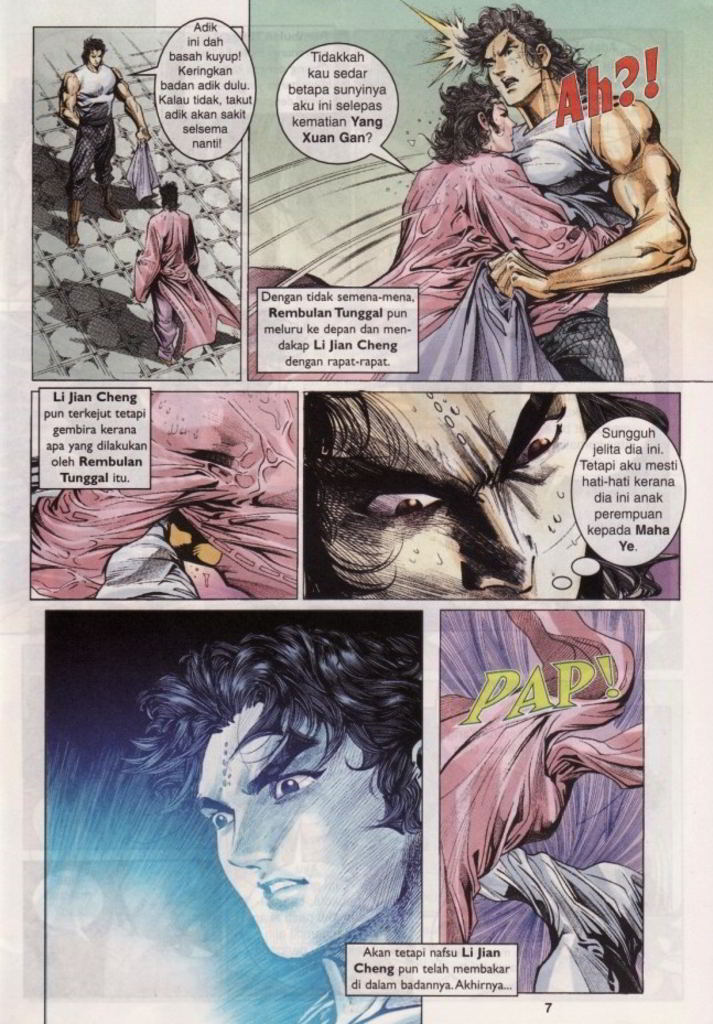 Adik
ini dah
basah kuyup!
Keringkan
badan adik dulu.
Kalau tidak, takut
adik akan sakit
selsema
nanti!
Tidakkah
kau sedar
betapa sunyinya
aku ini selepas
kematian Yang
Xuan Gan?
Ah?!
Dengan tidak semena-mena,
Rembulan Tunggal pun
meluru ke depan dan men-
dakap Li Jian Cheng
dengan rapat-rapat.
Li Jian Cheng
pun terkejut tetapi
gembira kerana
apa yang dilakukan
oleh Rembulan
Tunggal itu.
Sungguh
jelita dia ini.
Tetapi aku mesti
hati-hati kerana
dia ini anak
perempuan
kepada Maha
Ye.
PAP!
Akan tetapi nafsu Li Jian
Cheng pun telah membakar
di dalam badannya. Akhirnya...
7